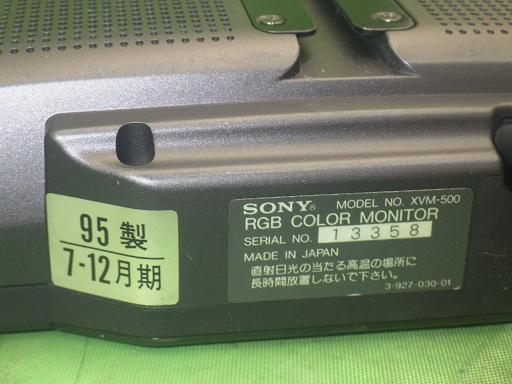 95 製
7-12月期
SONY® MODEL NO. XVM-500
RGB COLOR MONITOR
SERIAL NO. 13358
MADE IN JAPAN
直射日光の当たる高温の場所に
長時間放置しないで下さい。
3-927-030-01